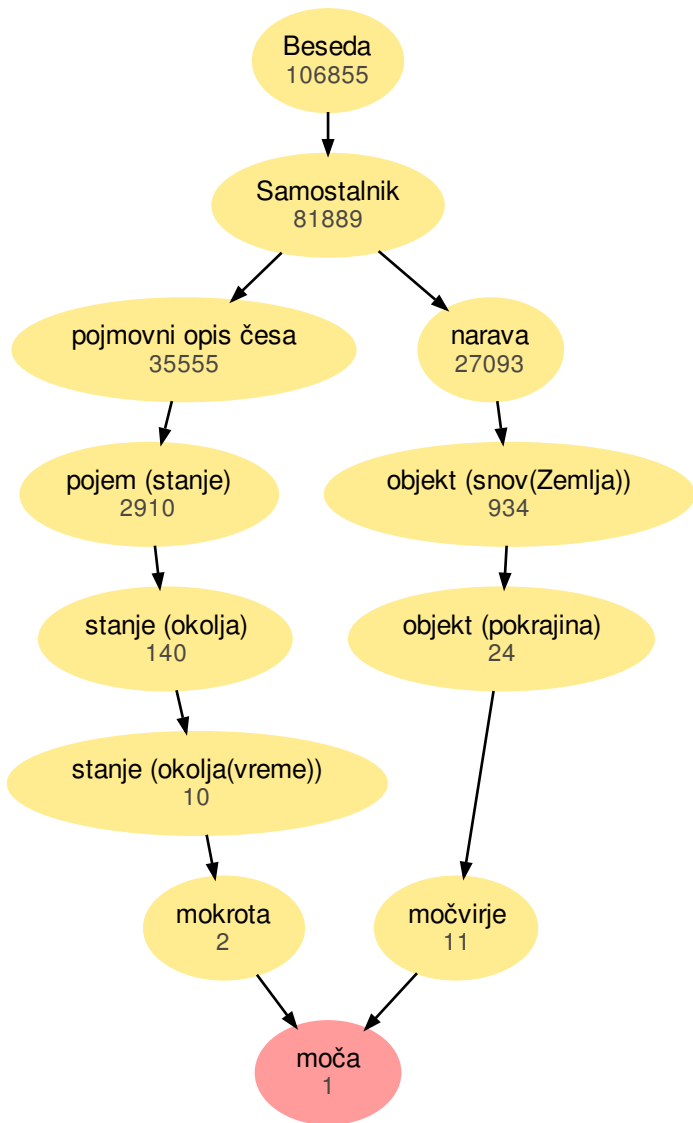 Beseda
106855
Samostalnik
81889
pojmovni opis česa
35555
narava
27093
pojem (stanje)
2910
objekt (snov(Zemlja))
934
stanje (okolja)
140
objekt (pokrajina)
24
stanje (okolja(vreme))
10
mokrota
2
močvirje
11
moča
1